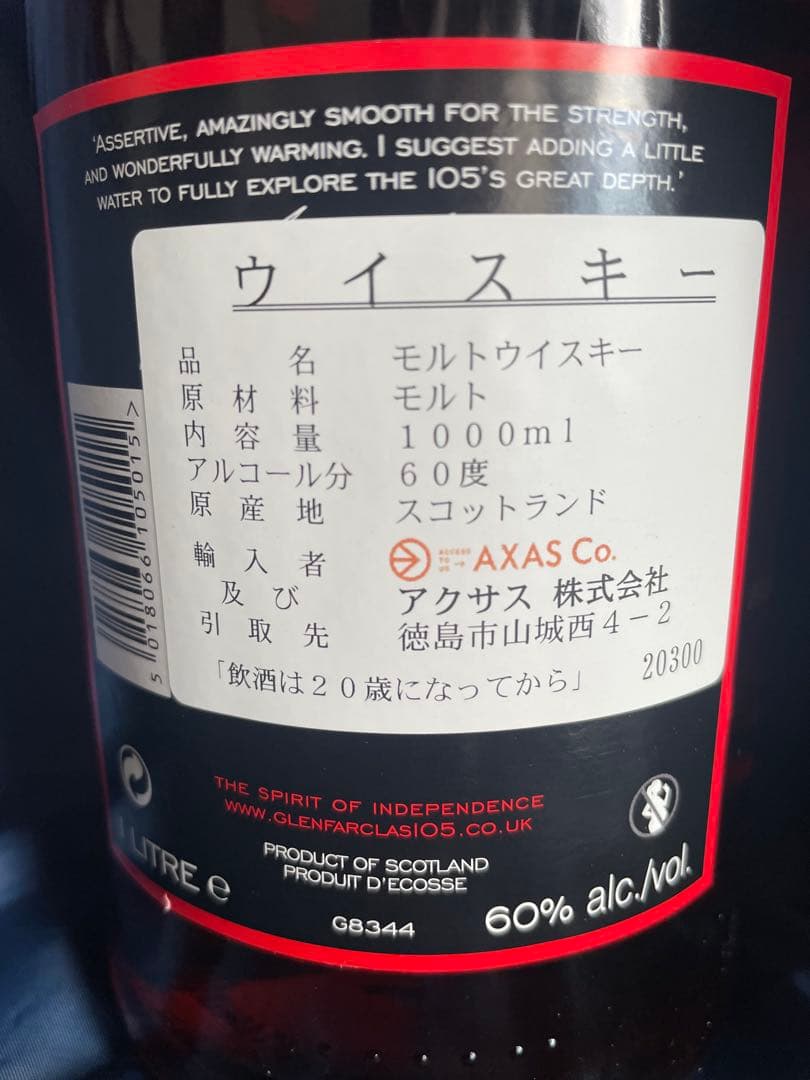 'ASSERTIVE, AMAZINGLY SMOOTH FOR THE STRENGTH,
AND WONDERFULLY WARMING. I SUGGEST ADDING A LITTLE
WATER TO FULLY EXPLORE THE 105'S GREAT DEPTH.'
ウイスキー
品名 モルトウイスキー
原材料 モルト
内容量 1000ml
アルコール分 60度
原産地 スコットランド
輸入者 ACCESS TO US AXAS Co.
及び アクサス 株式会社
引取先 徳島市山城西4-2
「飲酒は20歳になってから」 20300
5 018066 105015 >
THE SPIRIT OF INDEPENDENCE
WWW.GLENFARCLAS105.CO.UK
PRODUCT OF SCOTLAND
PRODUIT D'ECOSSE
1 LITRE e
G8344
60% alc./vol.